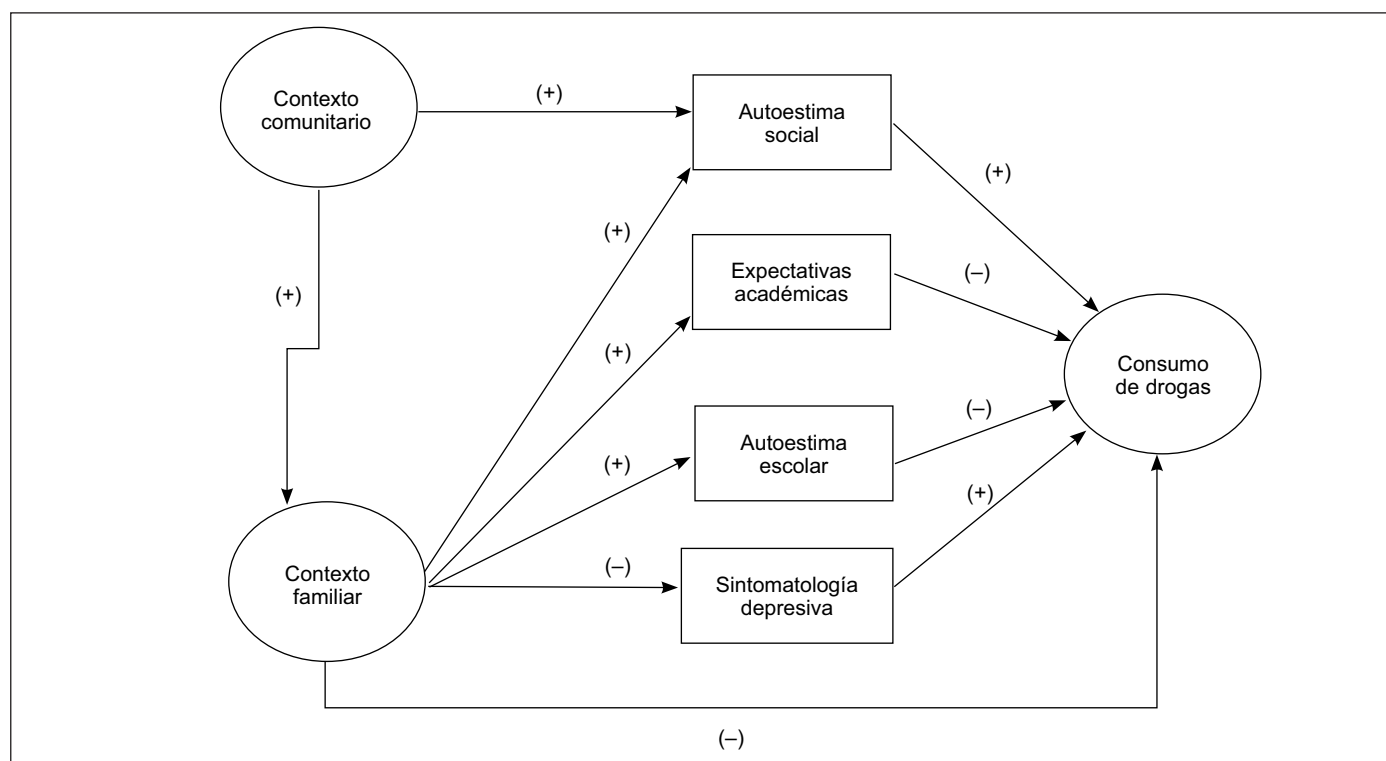 Contexto
comunitario
(+)
Autoestima
social
(+)
(+)
Expectativas
académicas
(–)
(+)
(+)
Consumo
de drogas
Autoestima
escolar
(–)
(+)
(+)
Contexto
familiar
(–)
Sintomatología
depresiva
(–)